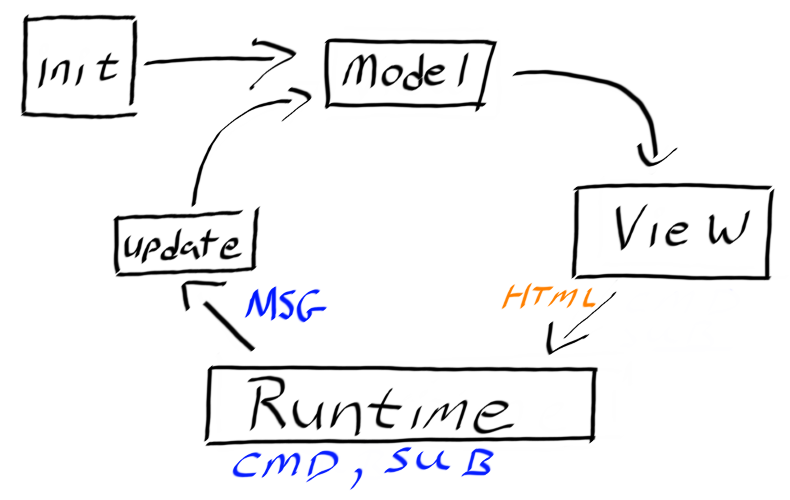 init
Model
update
View
MSG
HTML
Runtime
CMD, SUB